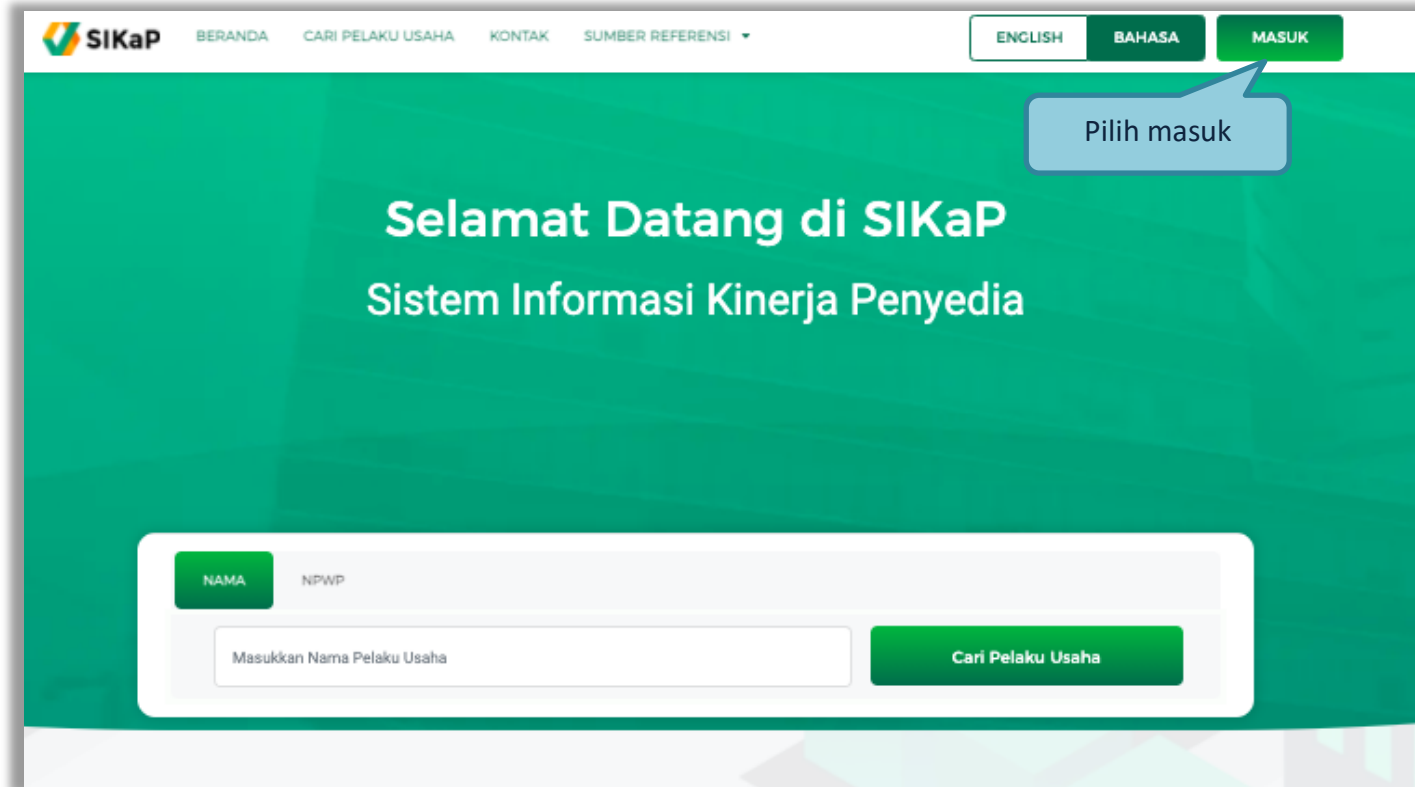 SIKaP BERANDA CARI PELAKU USAHA KONTAK SUMBER REFERENSI ENGLISH BAHASA MASUK
Pilih masuk
Selamat Datang di SIKaP
Sistem Informasi Kinerja Penyedia
NAMA NPWP
Masukkan Nama Pelaku Usaha Cari Pelaku Usaha